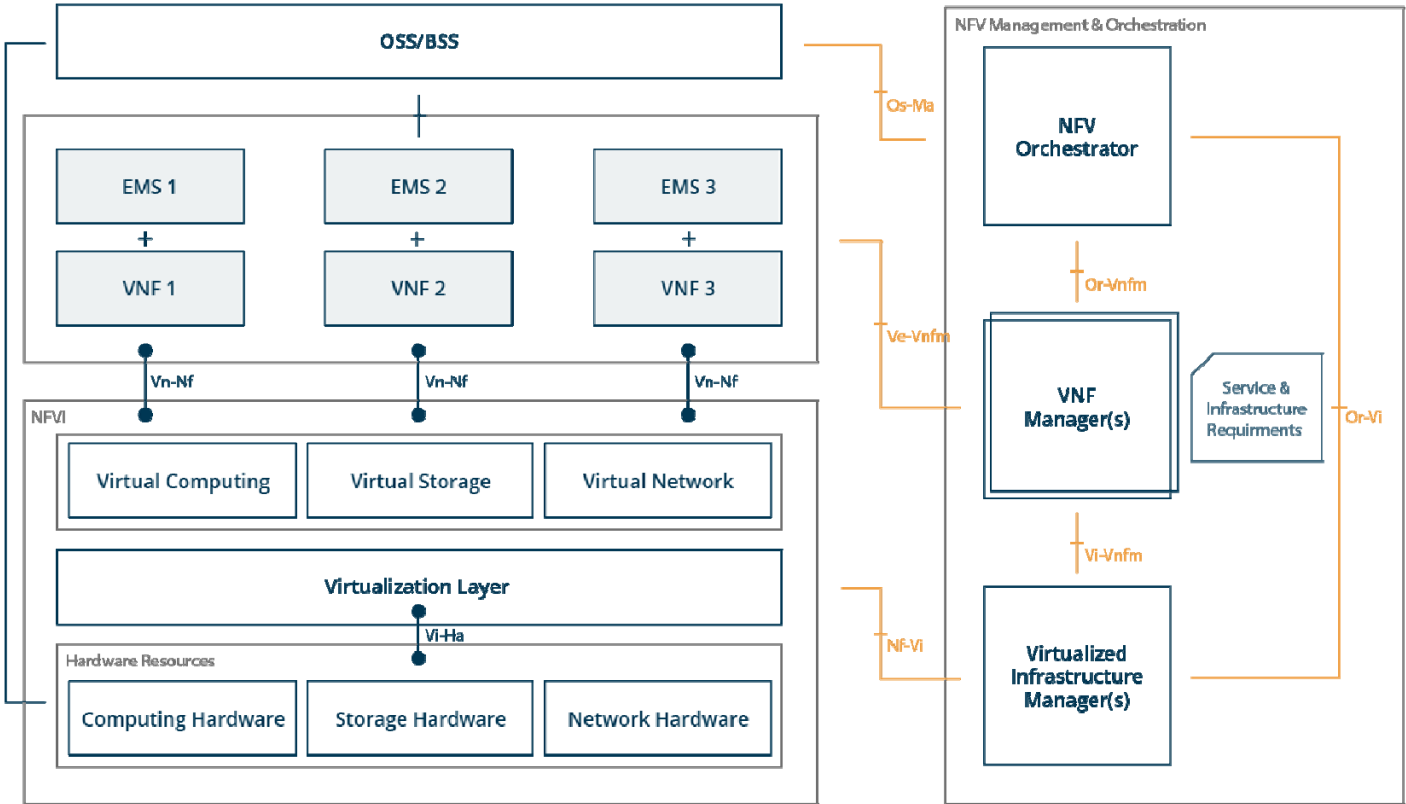 OSS/BSS
EMS 1
EMS 2
EMS 3
+
+
+
VNF 1
VNF 2
VNF 3
Vn-Nf
Vn-Nf
Vn-Nf
NFVI
Virtual Computing
Virtual Storage
Virtual Network
Virtualization Layer
Vi-Ha
Hardware Resources
Computing Hardware
Storage Hardware
Network Hardware
Os-Ma
Ve-Vnfm
Nf-Vi
NFV Management & Orchestration
NFV
Orchestrator
Or-Vnfm
VNF
Manager(s)
Service &
Infrastructure
Requirments
Or-Vi
Vi-Vnfm
Virtualized
Infrastructure
Manager(s)